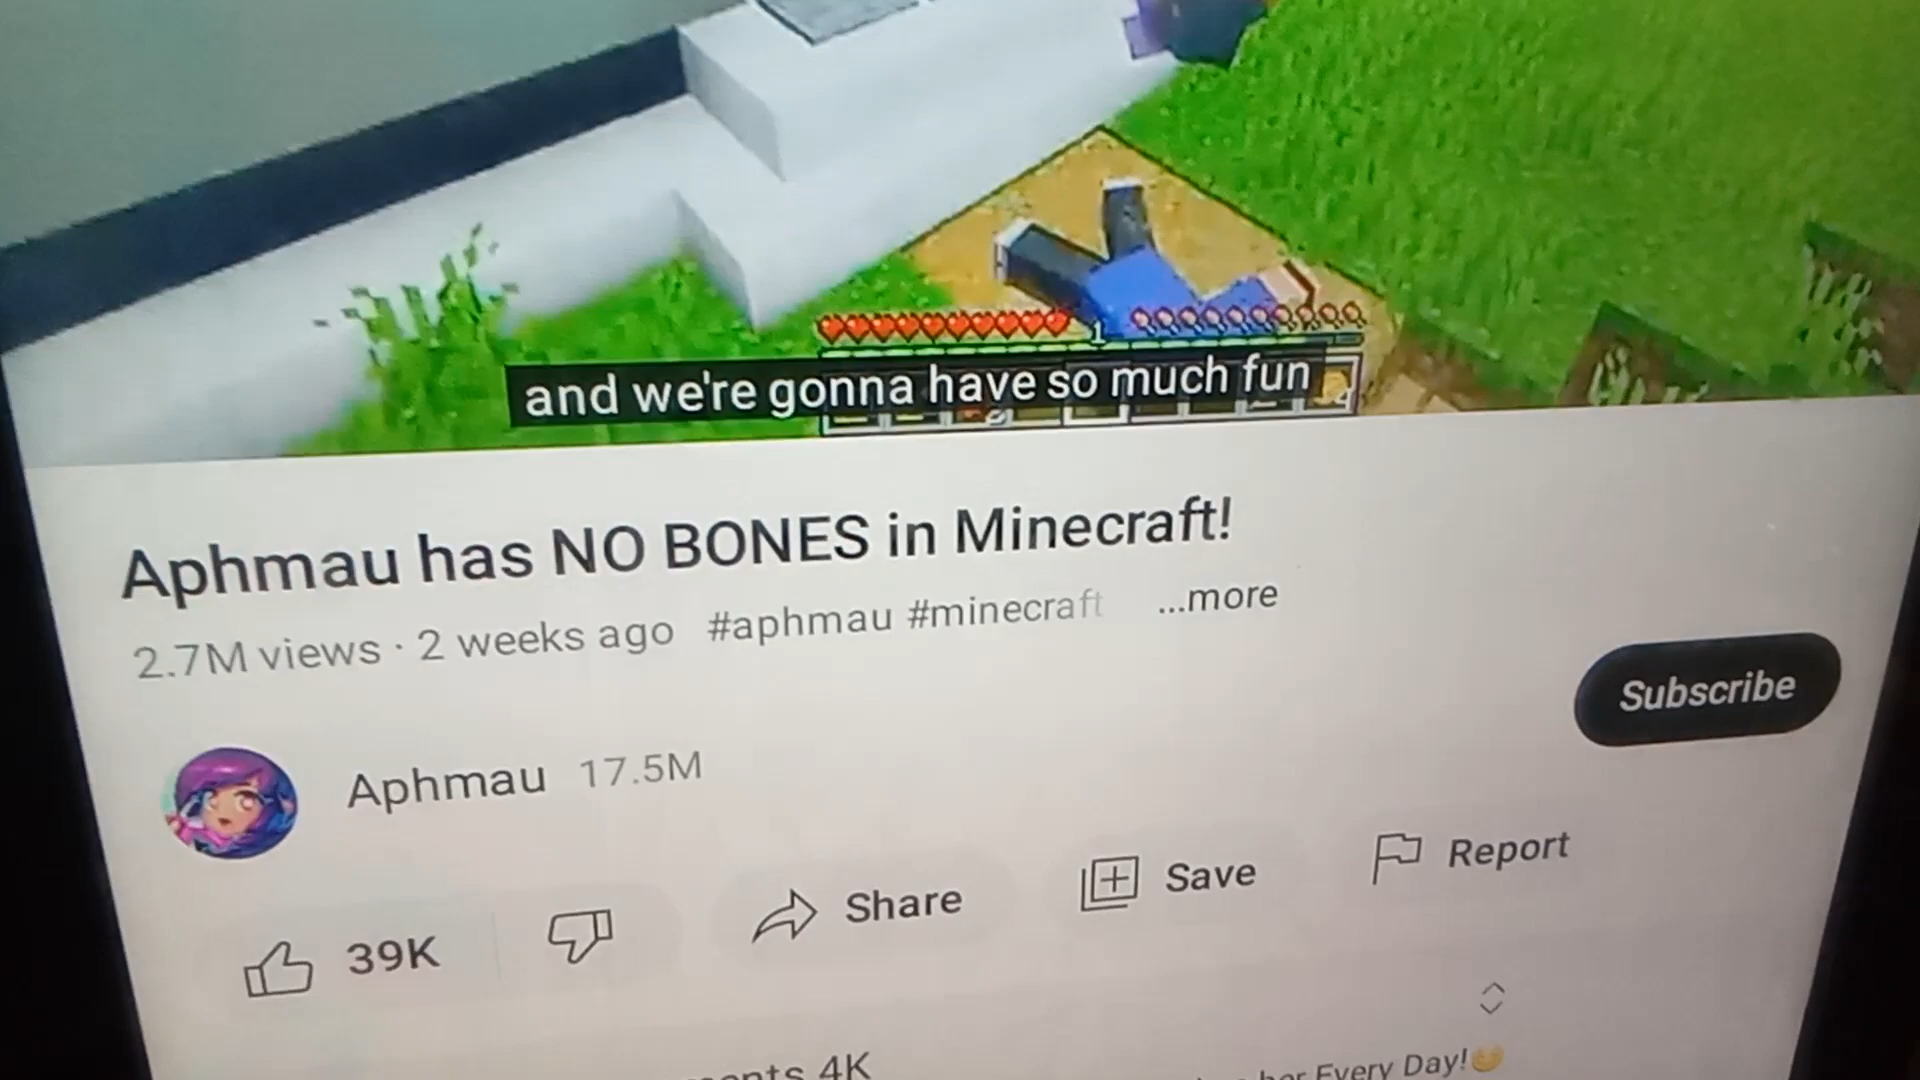 and we're gonna have so much fun
Aphmau has NO BONES in Minecraft!
2.7M views · 2 weeks ago #aphmau #minecraft ...more
Subscribe
Aphmau 17.5M
39K
Share
Save
Report
4K
Every Day!😊